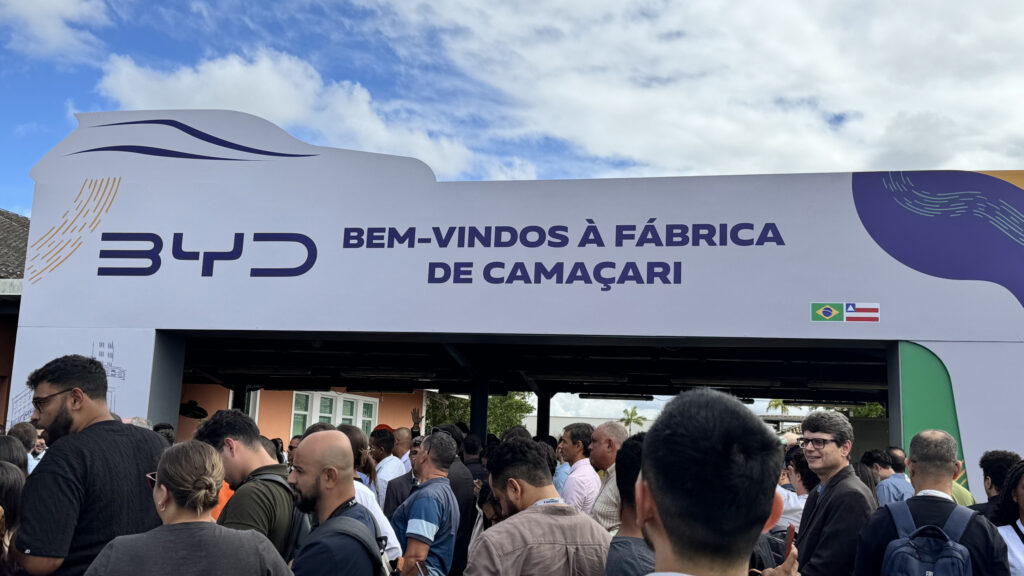 BYD
BEM-VINDOS À FÁBRICA
DE CAMAÇARI